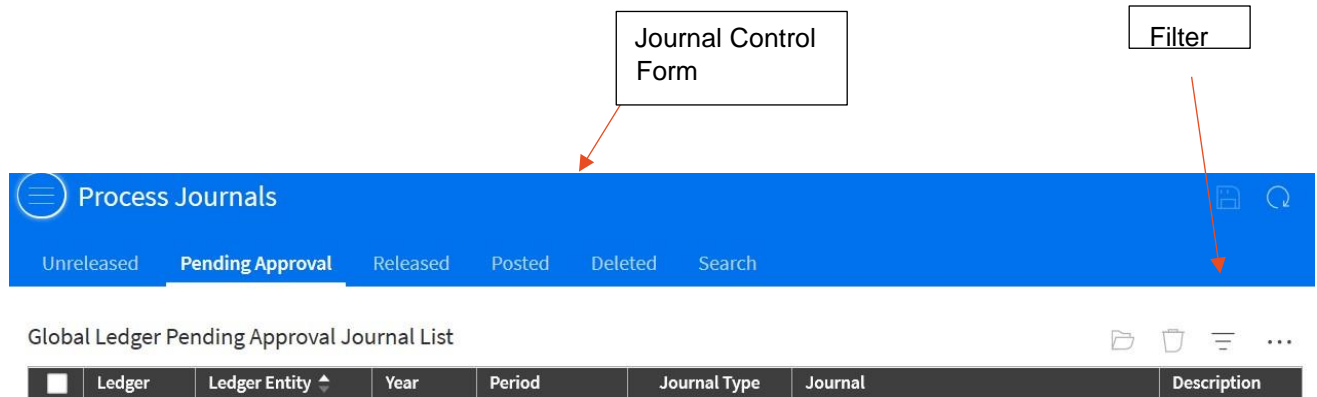 Journal Control
Form
Filter
Process Journals
Unreleased Pending Approval Released Posted Deleted Search
Global Ledger Pending Approval Journal List
Ledger Ledger Entity Year Period Journal Type Journal Description